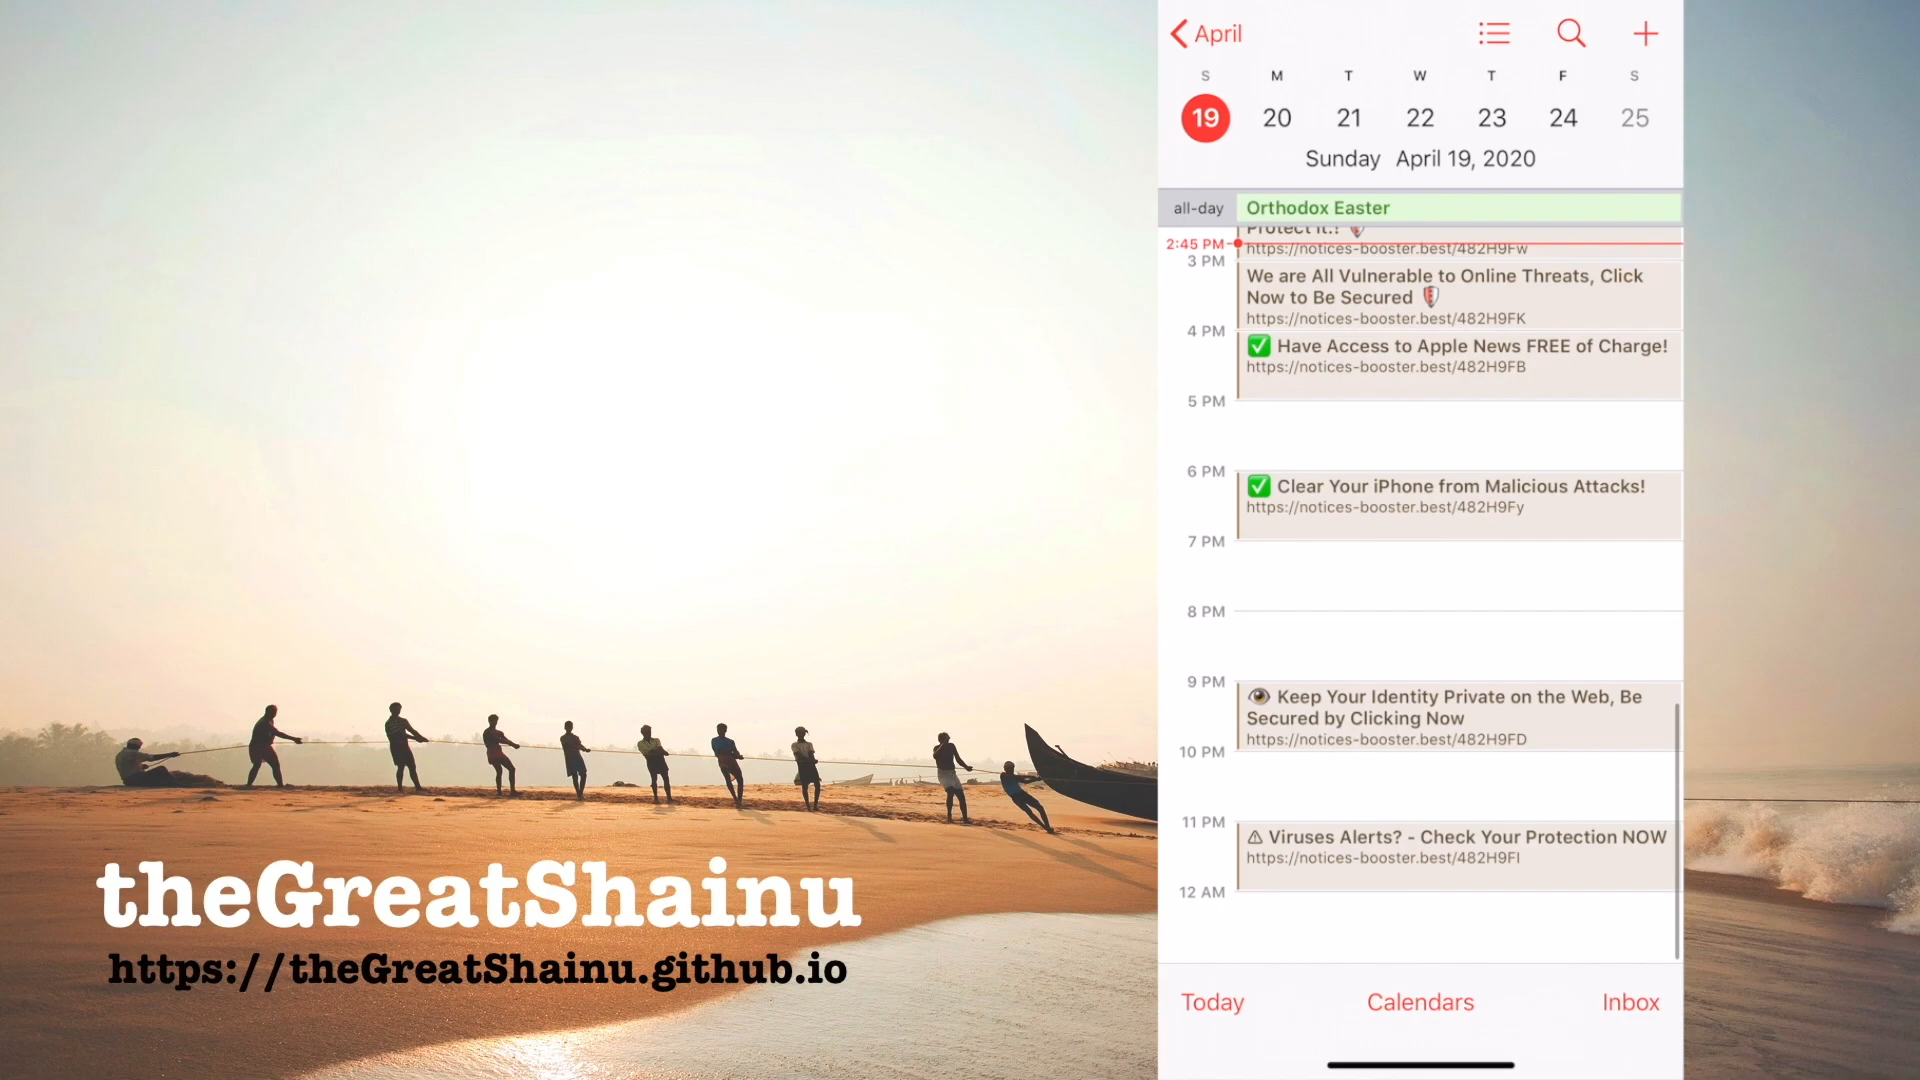 April
S M T W T F S
19 20 21 22 23 24 25
Sunday April 19, 2020
all-day Orthodox Easter
Protect It.!
2:45 PM
https://notices-booster.best/482H9Fw
3 PM
We are All Vulnerable to Online Threats, Click
Now to Be Secured
https://notices-booster.best/482H9FK
4 PM
Have Access to Apple News FREE of Charge!
https://notices-booster.best/482H9FB
5 PM
6 PM
Clear Your iPhone from Malicious Attacks!
https://notices-booster.best/482H9Fy
7 PM
8 PM
9 PM
Keep Your Identity Private on the Web, Be
Secured by Clicking Now
https://notices-booster.best/482H9FD
10 PM
11 PM
Viruses Alerts? - Check Your Protection NOW
https://notices-booster.best/482H9FI
12 AM
Today Calendars Inbox
theGreatShainu
https://theGreatShainu.github.io